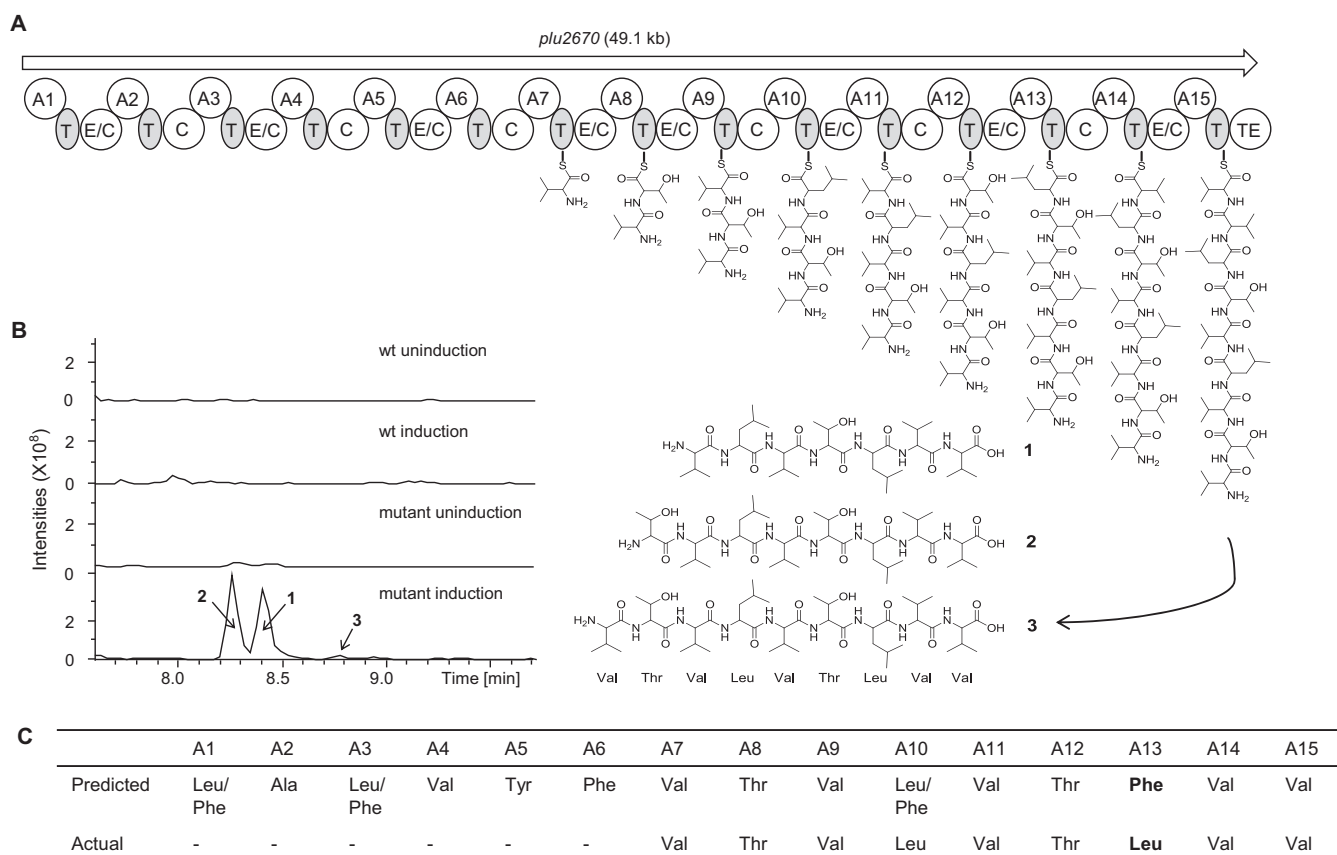 A
plu2670 (49.1 kb)
A1 A2 A3 A4 A5 A6 A7 A8 A9 A10 A11 A12 A13 A14 A15
T E/C T C T E/C T C T E/C T C T E/C T E/C T C T E/C T C T E/C T C T E/C T TE
B
Intensities (X10⁸)
wt uninduction
2
0
wt induction
2
0
mutant uninduction
2
0
mutant induction
2 1 3
2
0
8.0 8.5 9.0 Time [min]
1
2
3
Val Thr Val Leu Val Thr Leu Val Val
C
A1 A2 A3 A4 A5 A6 A7 A8 A9 A10 A11 A12 A13 A14 A15
Predicted Leu/ Ala Leu/ Val Tyr Phe Val Thr Val Leu/ Val Thr Phe Val Val
Phe Phe Phe
Actual - - - - - - Val Thr Val Leu Val Thr Leu Val Val